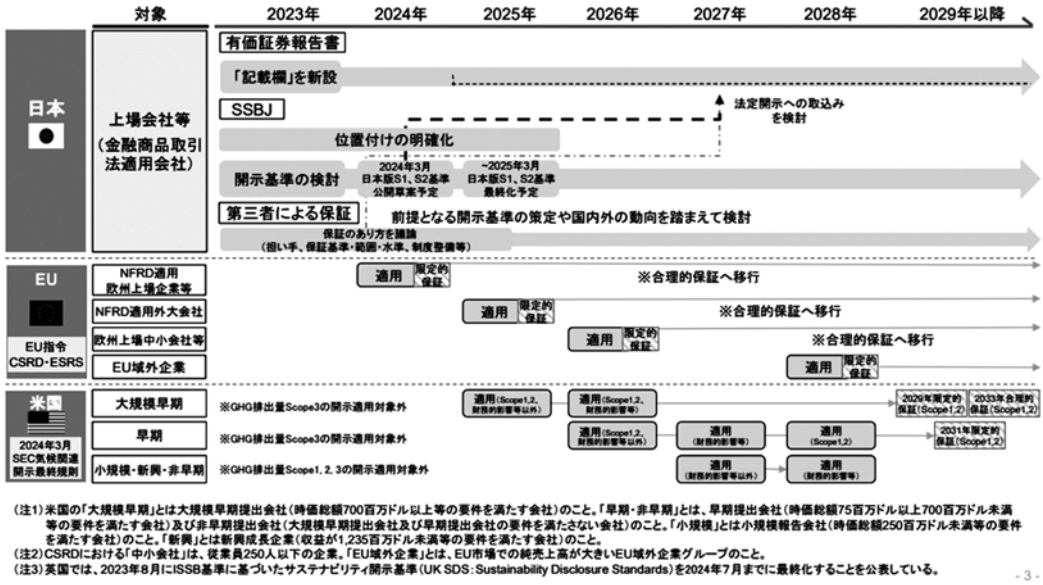 対象 2023年 2024年 2025年 2026年 2027年 2028年 2029年以降
日本
上場会社等
(金融商品取引
法適用会社)
有価証券報告書
「記載欄」を新設
SSBJ
法定開示への取込み
を検討
位置付けの明確化
開示基準の検討
2024年3月
日本版S1、S2基準
公開草案予定
~2025年3月
日本版S1、S2基準
最終化予定
第三者による保証
前提となる開示基準の策定や国内外の動向を踏まえて検討
保証のあり方を議論
(担い手、保証基準・範囲・水準、制度整備等)
EU
EU指令
CSRD・ESRS
NFRD適用
欧州上場企業等
適用
限定的
保証
※合理的保証へ移行
NFRD適用外大会社
適用
限定的
保証
※合理的保証へ移行
欧州上場中小会社等
適用
限定的
保証
※合理的保証へ移行
EU域外企業
適用
限定的
保証
米国
2024年3月
SEC気候関連
開示最終規則
大規模早期
※GHG排出量Scope3の開示適用対象外
適用(Scope1,2、
財務的影響等以外)
適用(Scope1,2、
財務的影響等)
2029年限定的
保証(Scope1,2)
2033年合理的
保証(Scope1,2)
早期
※GHG排出量Scope3の開示適用対象外
適用(Scope1,2、
財務的影響等以外)
適用
(財務的影響等)
適用
(Scope1,2)
2031年限定的
保証(Scope1,2)
小規模・新興・非早期
※GHG排出量Scope1, 2, 3の開示適用対象外
適用
(財務的影響等以外)
適用
(財務的影響等)
(注1)米国の「大規模早期」とは大規模早期提出会社(時価総額700百万ドル以上等の要件を満たす会社)のこと。「早期・非早期」とは、早期提出会社(時価総額75百万ドル以上700百万ドル未満
等の要件を満たす会社)及び非早期提出会社(大規模早期提出会社及び早期提出会社の要件を満たさない会社)のこと。「小規模」とは小規模報告会社(時価総額250百万ドル未満等の要件
を満たす会社)のこと。「新興」とは新興成長企業(収益が1,235百万ドル未満等の要件を満たす会社)のこと。
(注2)CSRDにおける「中小会社」は、従業員250人以下の企業。「EU域外企業」とは、EU市場での純売上高が大きいEU域外企業グループのこと。
(注3)英国では、2023年8月にISSB基準に基づいたサステナビリティ開示基準(UK SDS:Sustainability Disclosure Standards)を2024年7月までに最終化することを公表している。
- 3 -